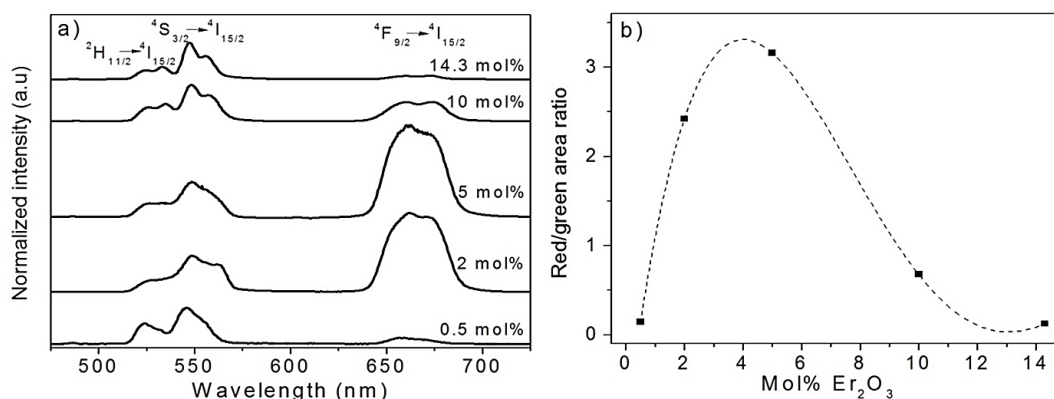 a)
⁴S₃/₂→⁴I₁₅/₂
⁴F₉/₂→⁴I₁₅/₂
²H₁₁/₂→⁴I₁₅/₂
14.3 mol%
10 mol%
5 mol%
2 mol%
0.5 mol%
Normalized intensity (a.u)
500 550 600 650 700
Wavelength (nm)
b)
Red/green area ratio
3
2
1
0
0 2 4 6 8 10 12 14
Mol% Er₂O₃